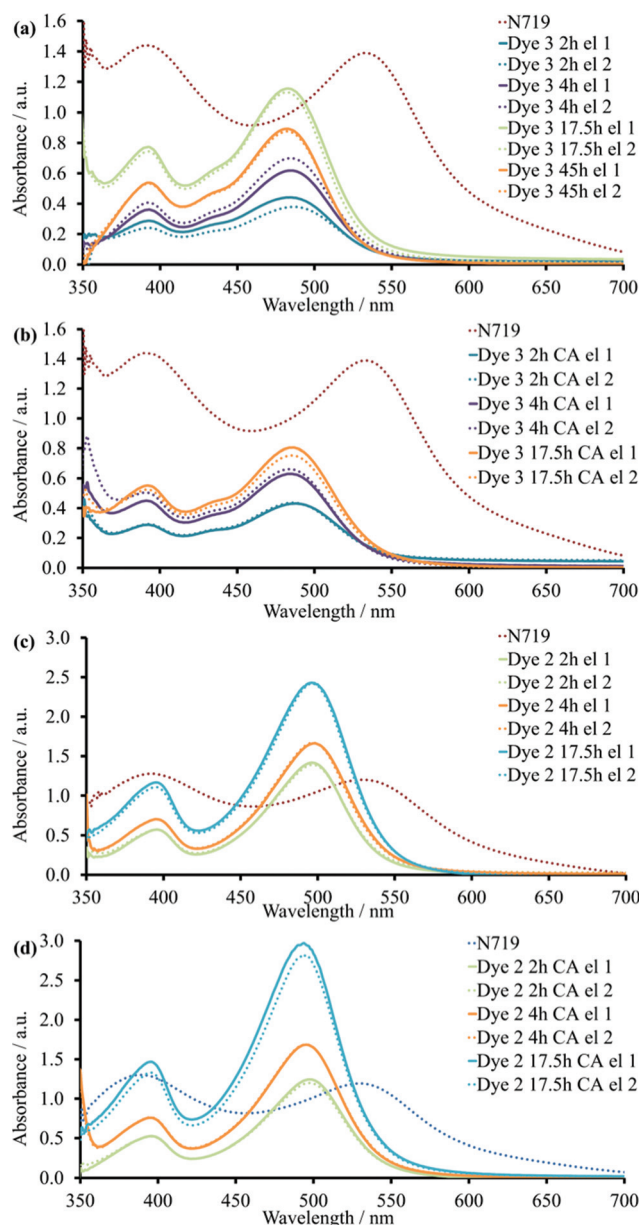 (a)
1.6
1.4
1.2
1.0
0.8
0.6
0.4
0.2
0.0
Absorbance / a.u.
N719
Dye 3 2h el 1
Dye 3 2h el 2
Dye 3 4h el 1
Dye 3 4h el 2
Dye 3 17.5h el 1
Dye 3 17.5h el 2
Dye 3 45h el 1
Dye 3 45h el 2
350 400 450 500 550 600 650 700
Wavelength / nm
(b)
1.6
1.4
1.2
1.0
0.8
0.6
0.4
0.2
0.0
Absorbance / a.u.
N719
Dye 3 2h CA el 1
Dye 3 2h CA el 2
Dye 3 4h CA el 1
Dye 3 4h CA el 2
Dye 3 17.5h CA el 1
Dye 3 17.5h CA el 2
350 400 450 500 550 600 650 700
Wavelength / nm
(c)
3.0
2.5
2.0
1.5
1.0
0.5
0.0
Absorbance / a.u.
N719
Dye 2 2h el 1
Dye 2 2h el 2
Dye 2 4h el 1
Dye 2 4h el 2
Dye 2 17.5h el 1
Dye 2 17.5h el 2
350 400 450 500 550 600 650 700
Wavelength / nm
(d)
3.0
2.5
2.0
1.5
1.0
0.5
0.0
Absorbance / a.u.
N719
Dye 2 2h CA el 1
Dye 2 2h CA el 2
Dye 2 4h CA el 1
Dye 2 4h CA el 2
Dye 2 17.5h CA el 1
Dye 2 17.5h CA el 2
350 400 450 500 550 600 650 700
Wavelength / nm